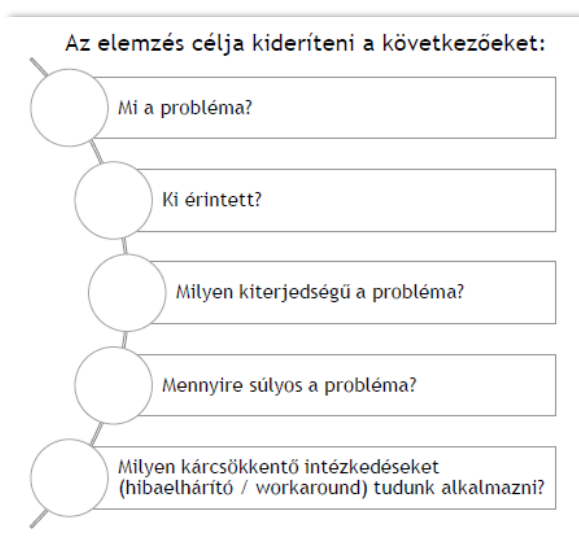 Az elemzés célja kideríteni a következőeket:
Mi a probléma?
Ki érintett?
Milyen kiterjedségű a probléma?
Mennyire súlyos a probléma?
Milyen kárcsökkentő intézkedéseket
(hibaelhárító / workaround) tudunk alkalmazni?